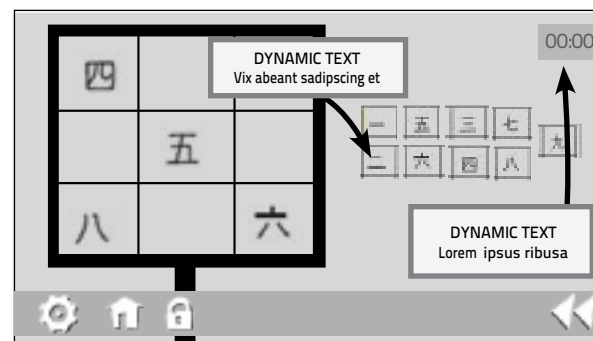 四
DYNAMIC TEXT
Vix abeant sadipscing et
00:00
一 五 三 七
九
二 六 四 八
五
八 六
DYNAMIC TEXT
Lorem ipsus ribusa